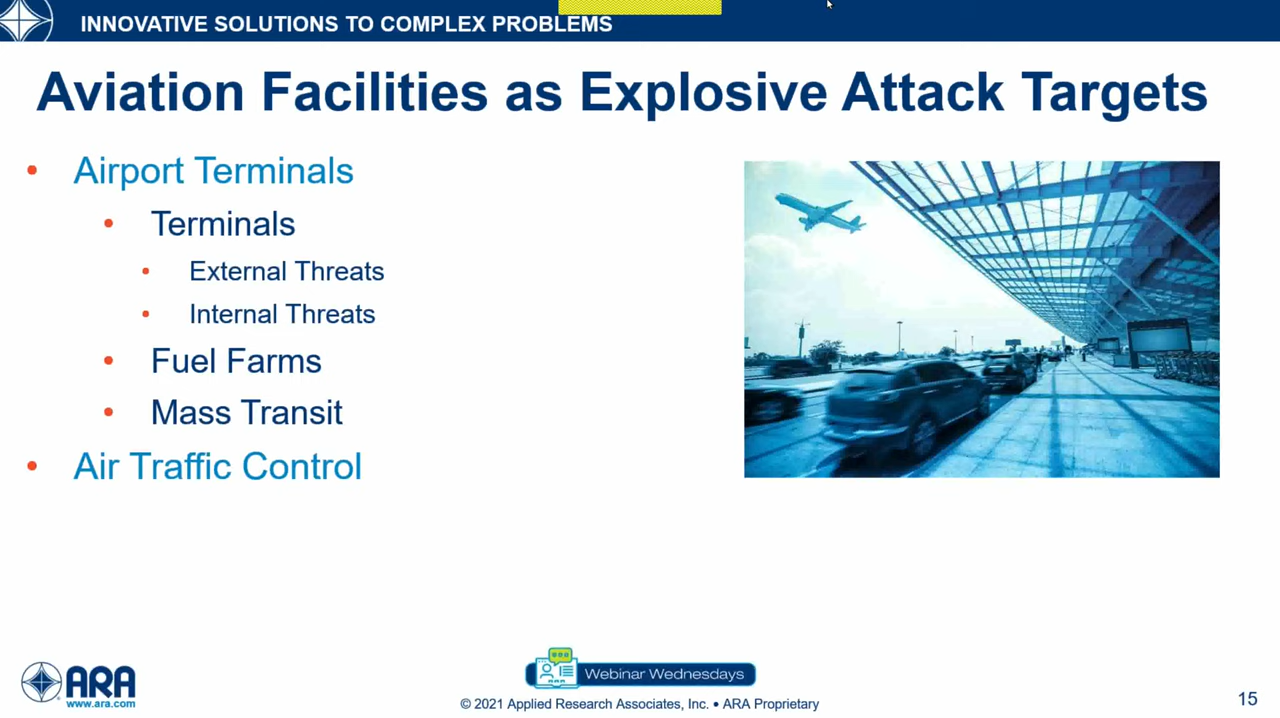 INNOVATIVE SOLUTIONS TO COMPLEX PROBLEMS
Aviation Facilities as Explosive Attack Targets
• Airport Terminals
• Terminals
• External Threats
• Internal Threats
• Fuel Farms
• Mass Transit
• Air Traffic Control
ARA
www.ara.com
Webinar Wednesdays
© 2021 Applied Research Associates, Inc. • ARA Proprietary
15